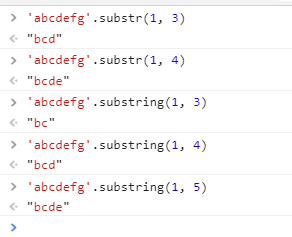 > 'abcdefg'.substr(1, 3)
< "bcd"
> 'abcdefg'.substr(1, 4)
< "bcde"
> 'abcdefg'.substring(1, 3)
< "bc"
> 'abcdefg'.substring(1, 4)
< "bcd"
> 'abcdefg'.substring(1, 5)
< "bcde"
>